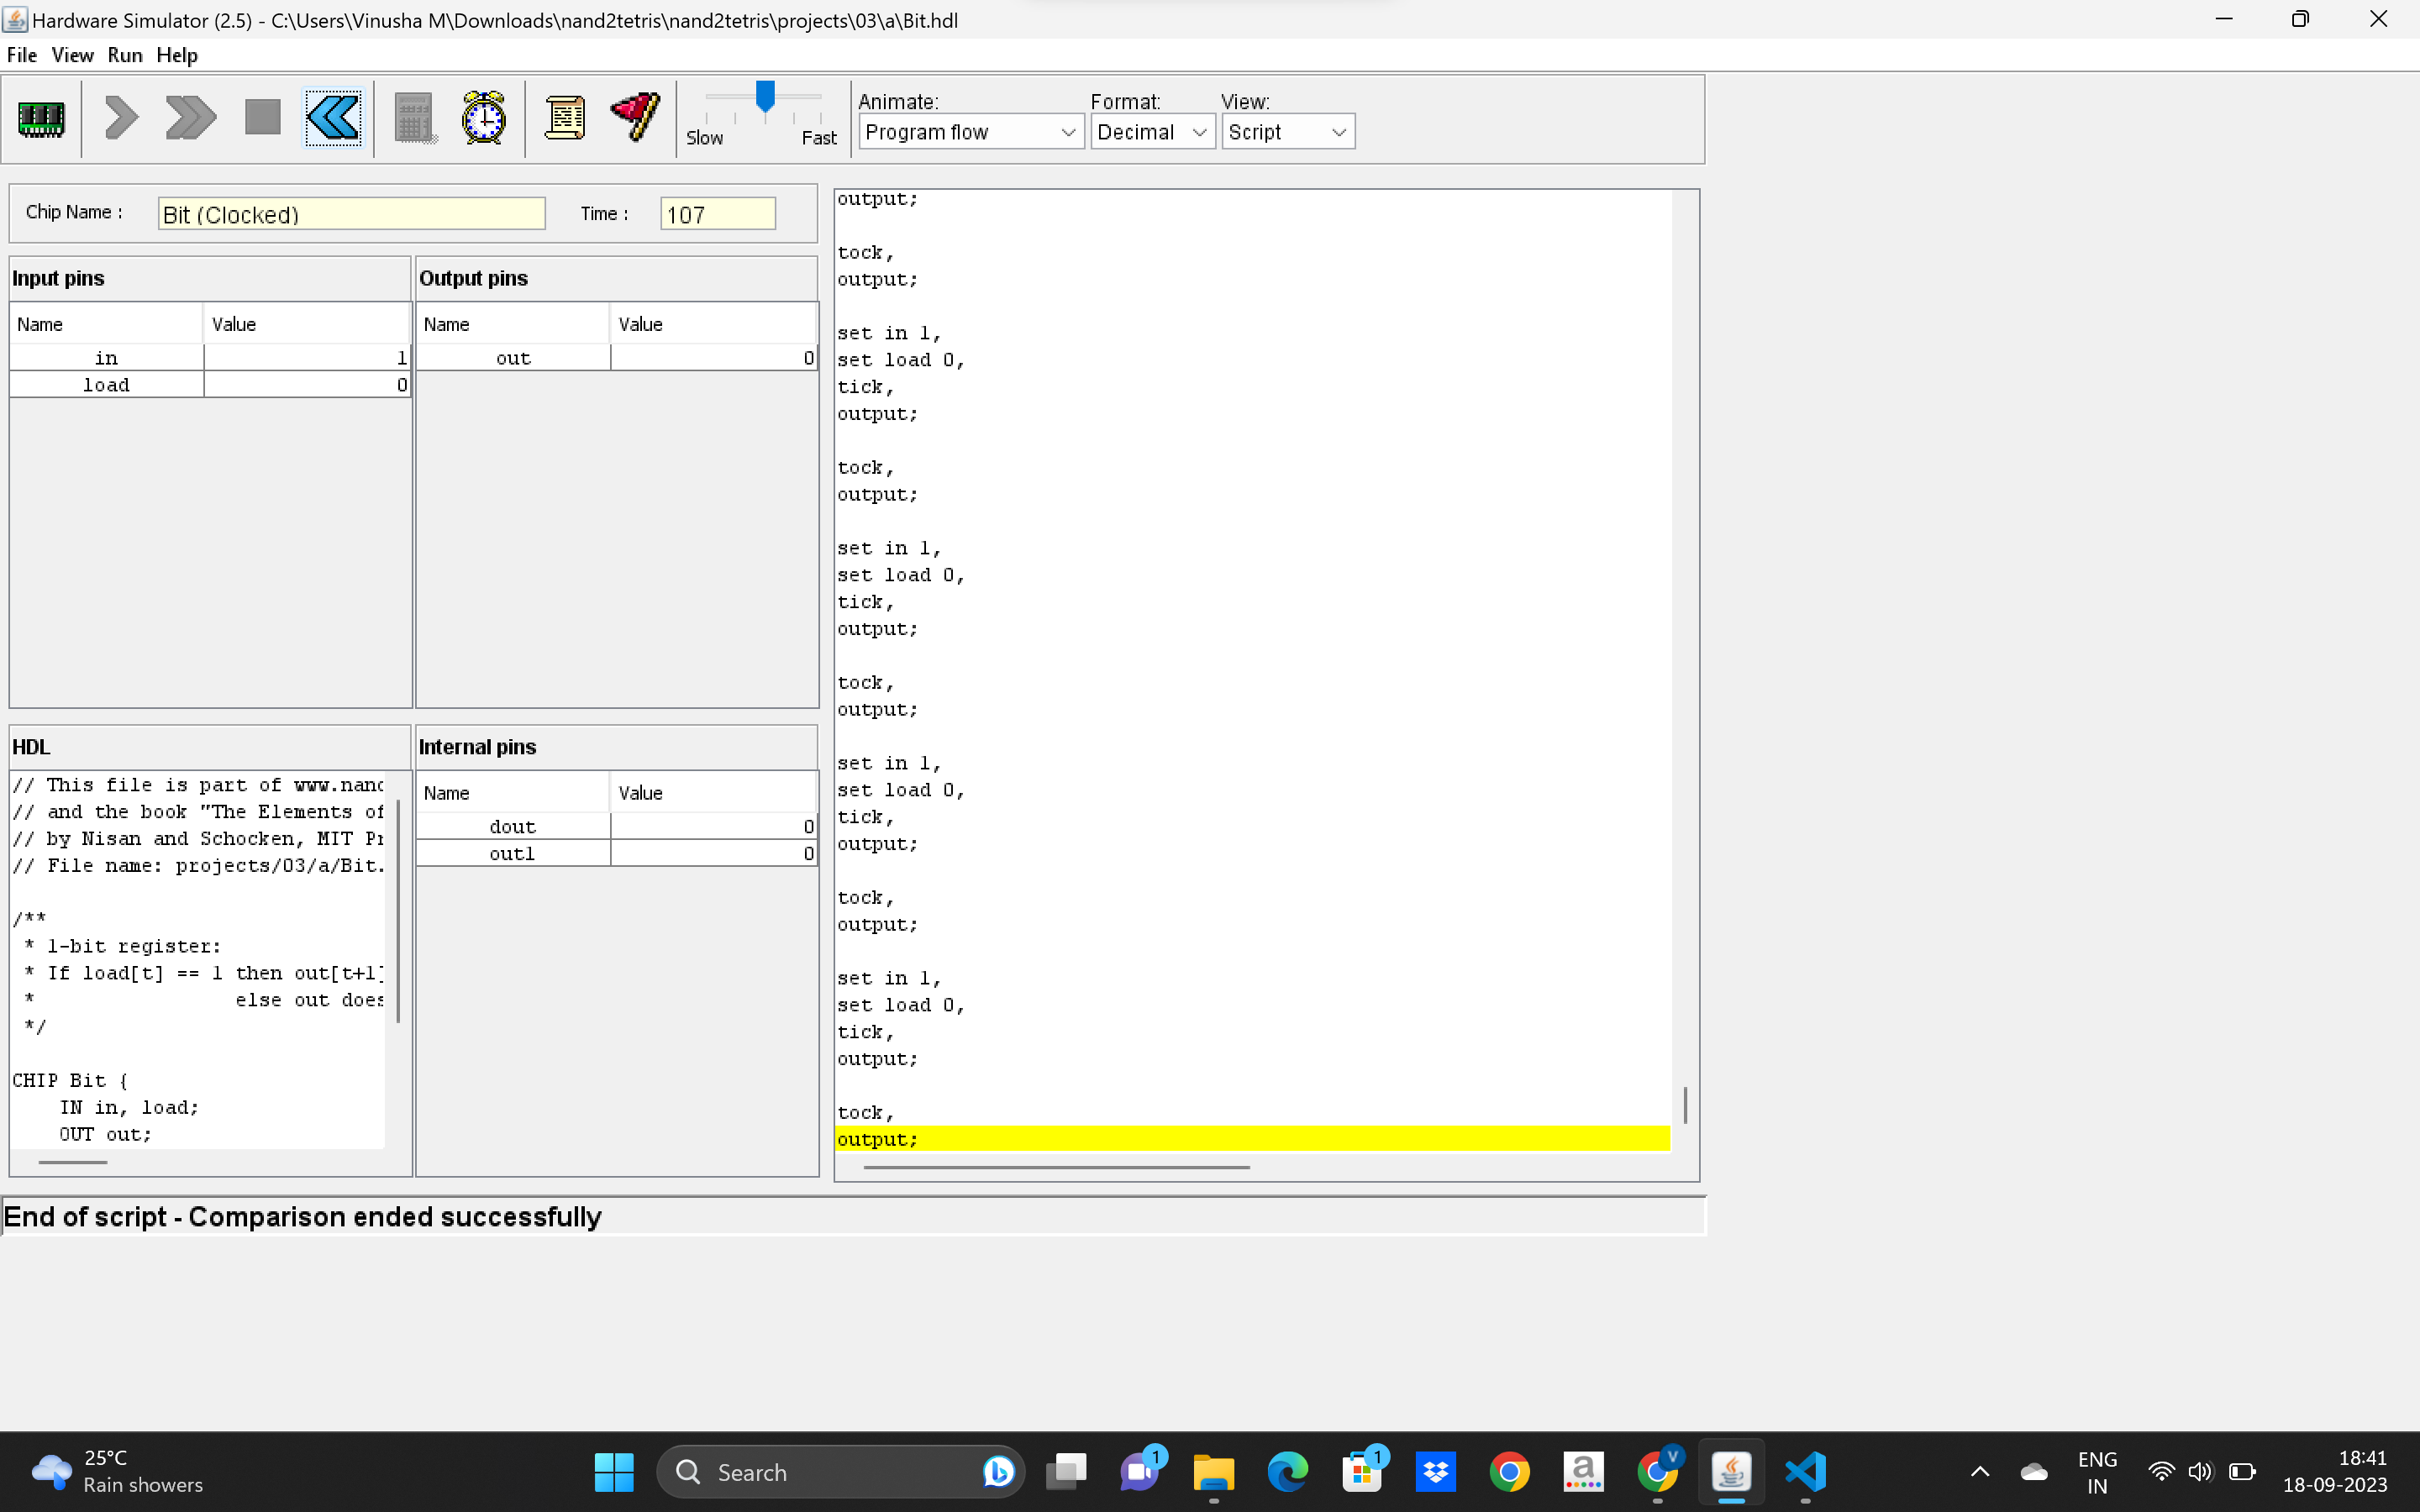 Hardware Simulator (2.5) - C:\Users\Vinusha M\Downloads\nand2tetris\nand2tetris\projects\03\a\Bit.hdl
File View Run Help
Slow Fast
Animate: Format: View:
Program flow Decimal Script
Chip Name : Bit (Clocked) Time : 107
Input pins
Name Value
in 1
load 0
Output pins
Name Value
out 0
HDL
// This file is part of www.nand
// and the book "The Elements of
// by Nisan and Schocken, MIT Pr
// File name: projects/03/a/Bit.
/**
* 1-bit register:
* If load[t] == 1 then out[t+1]
* else out does
*/
CHIP Bit {
IN in, load;
OUT out;
Internal pins
Name Value
dout 0
out1 0
output;
tock,
output;
set in 1,
set load 0,
tick,
output;
tock,
output;
set in 1,
set load 0,
tick,
output;
tock,
output;
set in 1,
set load 0,
tick,
output;
tock,
output;
set in 1,
set load 0,
tick,
output;
tock,
output;
End of script - Comparison ended successfully
25°C
Rain showers
Search
1
1
a
V
ENG
IN
18:41
18-09-2023